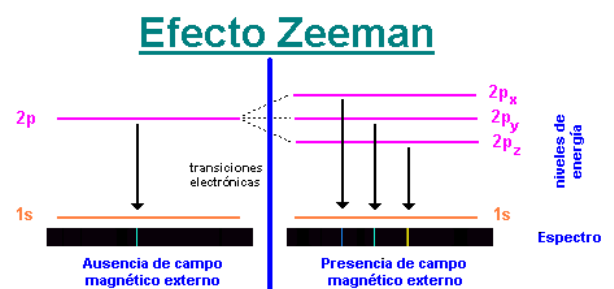 Efecto Zeeman
2p
1s
Ausencia de campo
magnético externo
transiciones
electrónicas
2px
2py
2pz
1s
Presencia de campo
magnético externo
niveles de
energía
Espectro